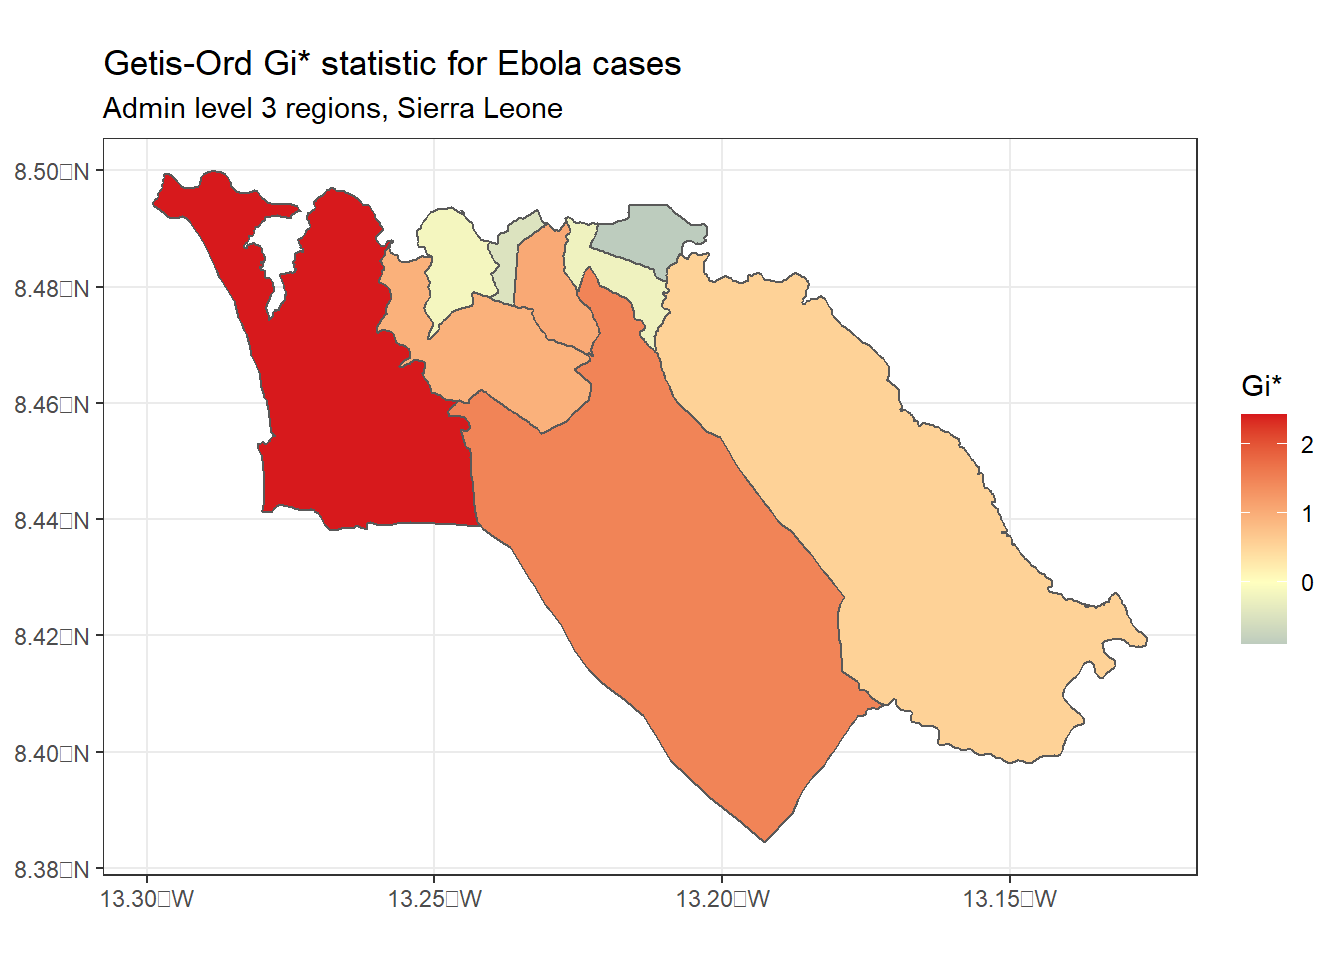 Getis-Ord Gi* statistic for Ebola cases
Admin level 3 regions, Sierra Leone
8.50□N
8.48□N
8.46□N
8.44□N
8.42□N
8.40□N
8.38□N
13.30□W
13.25□W
13.20□W
13.15□W
Gi*
2
1
0